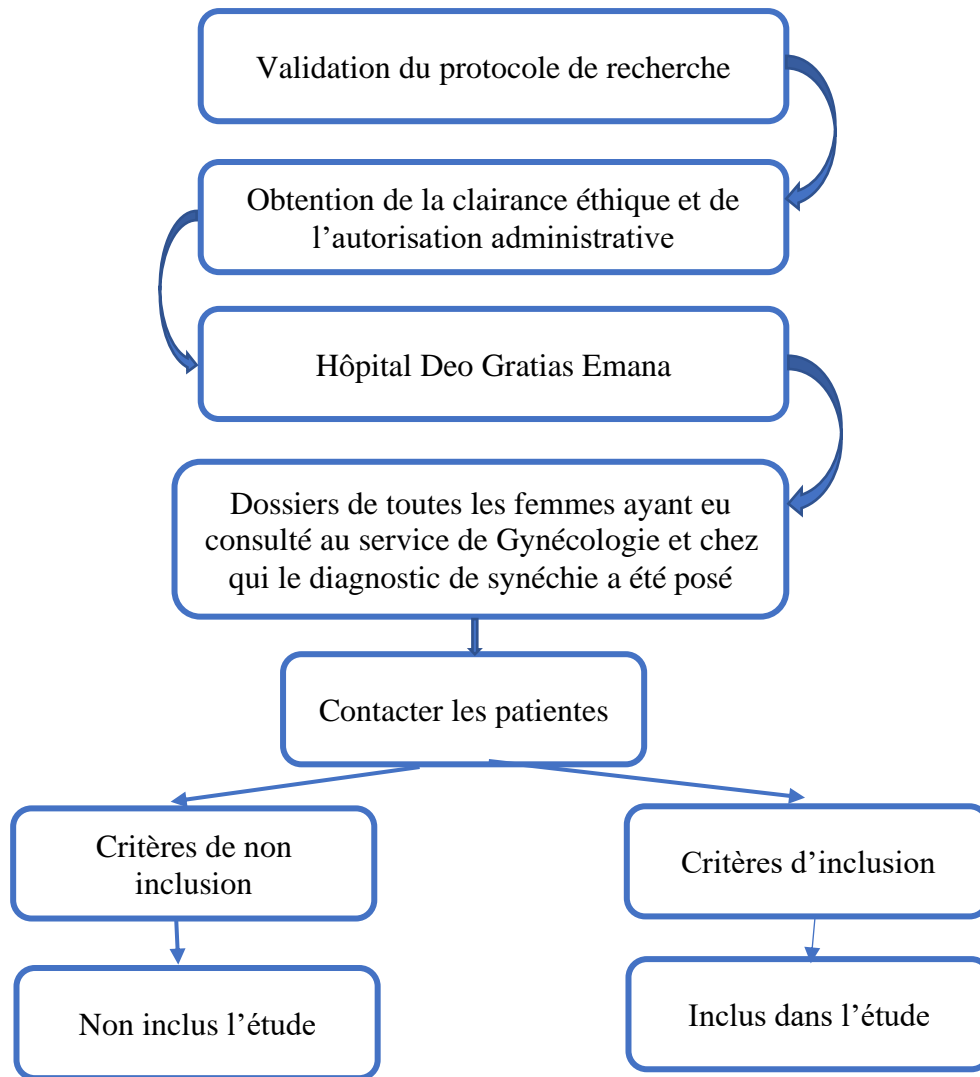 Validation du protocole de recherche
Obtention de la clairance éthique et de
l’autorisation administrative
Hôpital Deo Gratias Emana
Dossiers de toutes les femmes ayant eu
consulté au service de Gynécologie et chez
qui le diagnostic de synéchie a été posé
Contacter les patientes
Critères de non
inclusion
Critères d’inclusion
Non inclus l’étude
Inclus dans l’étude